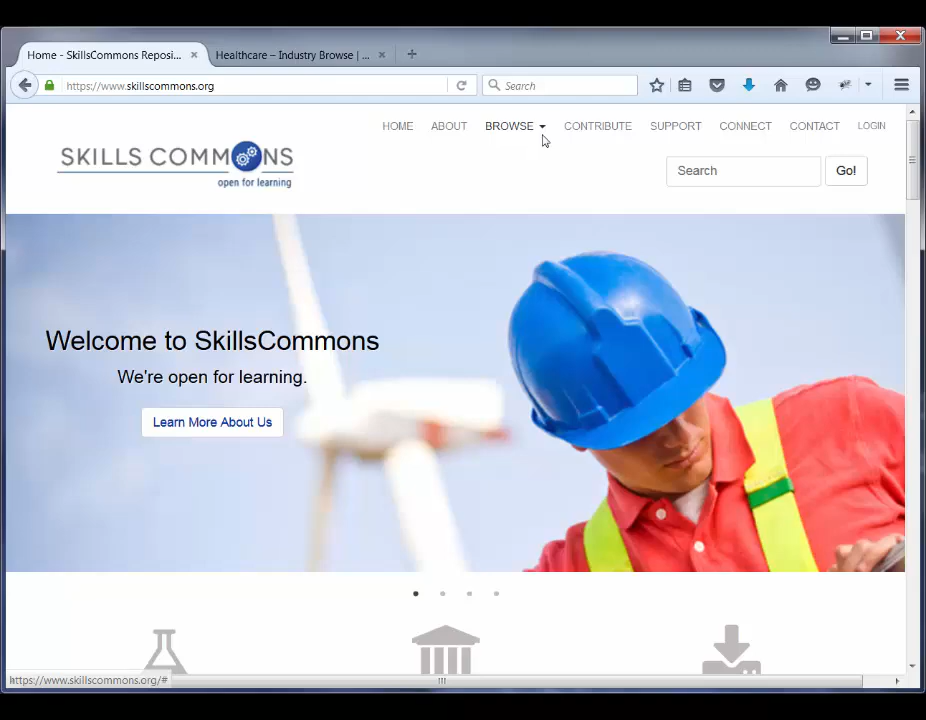 Home - SkillsCommons Reposi...
Healthcare – Industry Browse | ...
https://www.skillscommons.org
Search
HOME ABOUT BROWSE CONTRIBUTE SUPPORT CONNECT CONTACT LOGIN
SKILLS COMMONS
open for learning
Search
Go!
Welcome to SkillsCommons
We're open for learning.
Learn More About Us
https://www.skillscommons.org/#